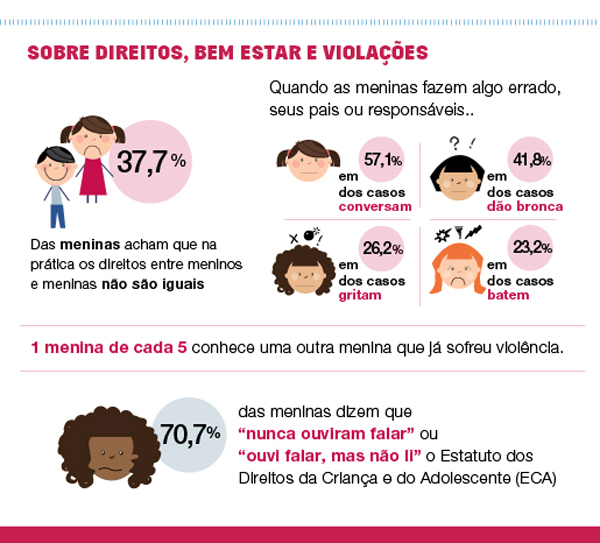 SOBRE DIREITOS, BEM ESTAR E VIOLAÇÕES
37,7%
Das meninas acham que na
prática os direitos entre meninos
e meninas não são iguais
Quando as meninas fazem algo errado,
seus pais ou responsáveis..
57,1%
em
dos casos
conversam
? !
41,8%
em
dos casos
dão bronca
26,2%
em
dos casos
gritam
23,2%
em
dos casos
batem
1 menina de cada 5 conhece uma outra menina que já sofreu violência.
70,7%
das meninas dizem que
“nunca ouviram falar” ou
“ouvi falar, mas não li” o Estatuto dos
Direitos da Criança e do Adolescente (ECA)